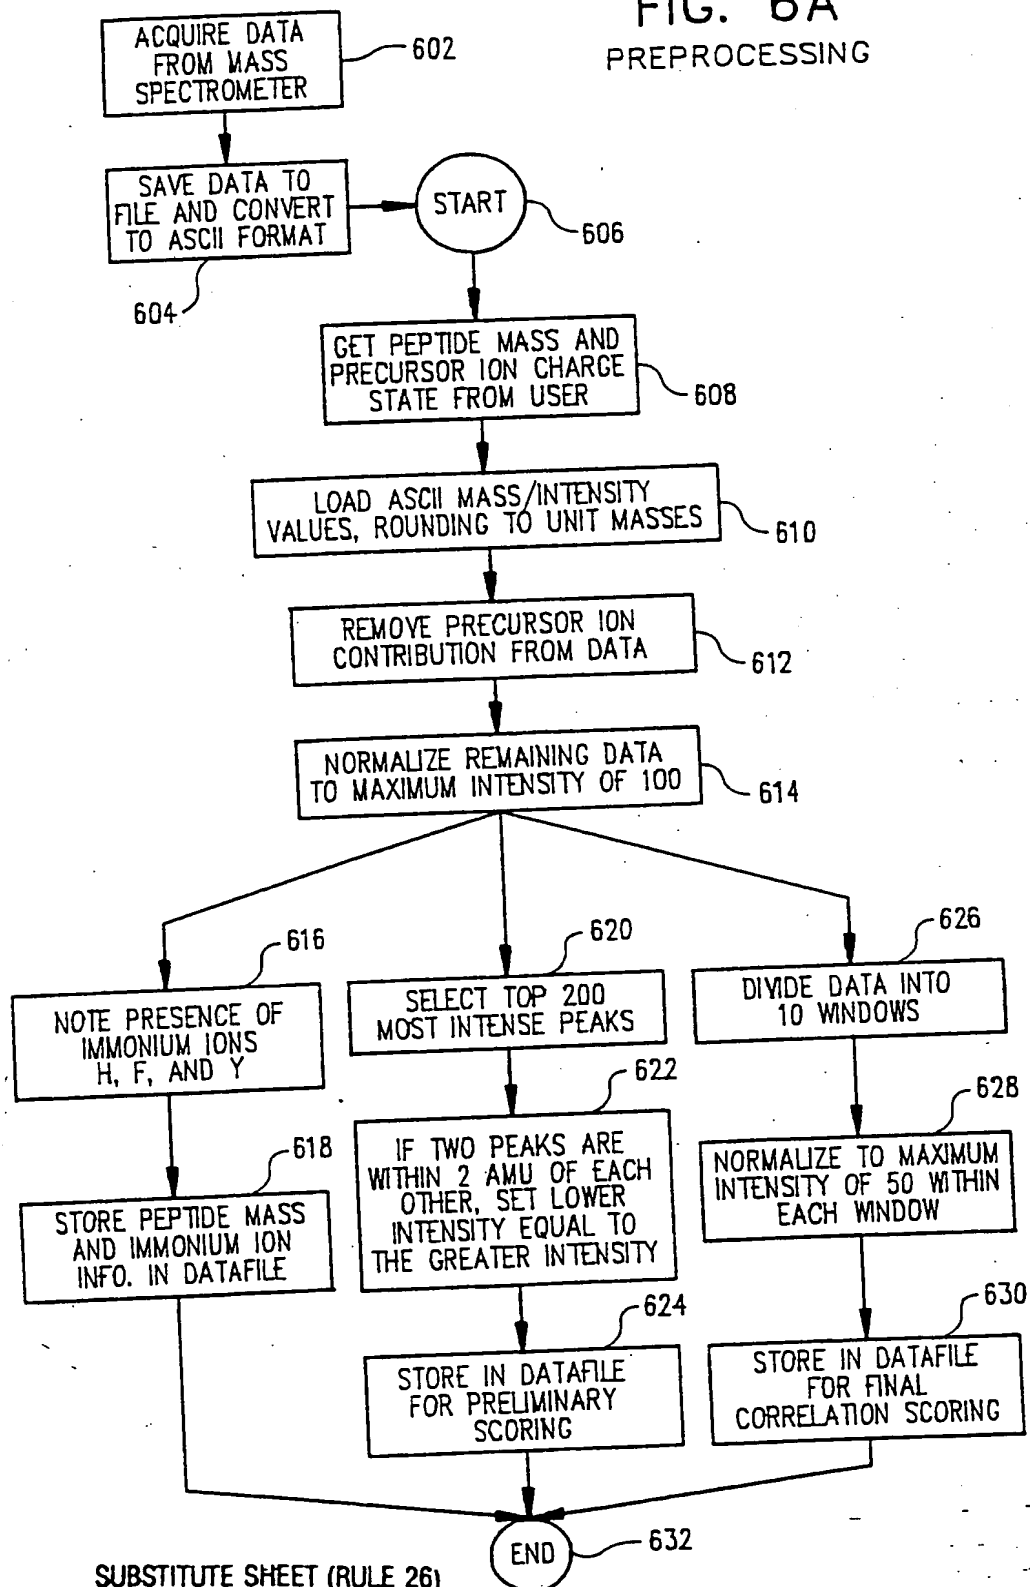 FIG. 6A
PREPROCESSING
ACQUIRE DATA
FROM MASS
SPECTROMETER
602
SAVE DATA TO
FILE AND CONVERT
TO ASCII FORMAT
604
START
606
GET PEPTIDE MASS AND
PRECURSOR ION CHARGE
STATE FROM USER
608
LOAD ASCII MASS/INTENSITY
VALUES, ROUNDING TO UNIT MASSES
610
REMOVE PRECURSOR ION
CONTRIBUTION FROM DATA
612
NORMALIZE REMAINING DATA
TO MAXIMUM INTENSITY OF 100
614
616
NOTE PRESENCE OF
IMMONIUM IONS
H, F, AND Y
618
STORE PEPTIDE MASS
AND IMMONIUM ION
INFO. IN DATAFILE
620
SELECT TOP 200
MOST INTENSE PEAKS
622
IF TWO PEAKS ARE
WITHIN 2 AMU OF EACH
OTHER, SET LOWER
INTENSITY EQUAL TO
THE GREATER INTENSITY
624
STORE IN DATAFILE
FOR PRELIMINARY
SCORING
626
DIVIDE DATA INTO
10 WINDOWS
628
NORMALIZE TO MAXIMUM
INTENSITY OF 50 WITHIN
EACH WINDOW
630
STORE IN DATAFILE
FOR FINAL
CORRELATION SCORING
END
632
SUBSTITUTE SHEET (RULE 26)